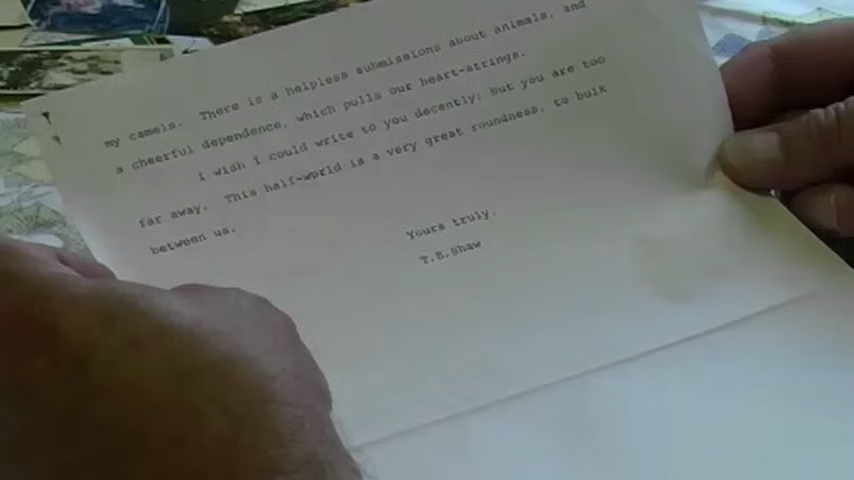 my camels. There is a helpless submissions about animals, and
a cheerful dependence, which pulls our heart-strings.
I wish I could write to you decently; but you are too
far away. This half-world is a very great roundness, to bulk
between us.
Yours truly.
T.E.Shaw